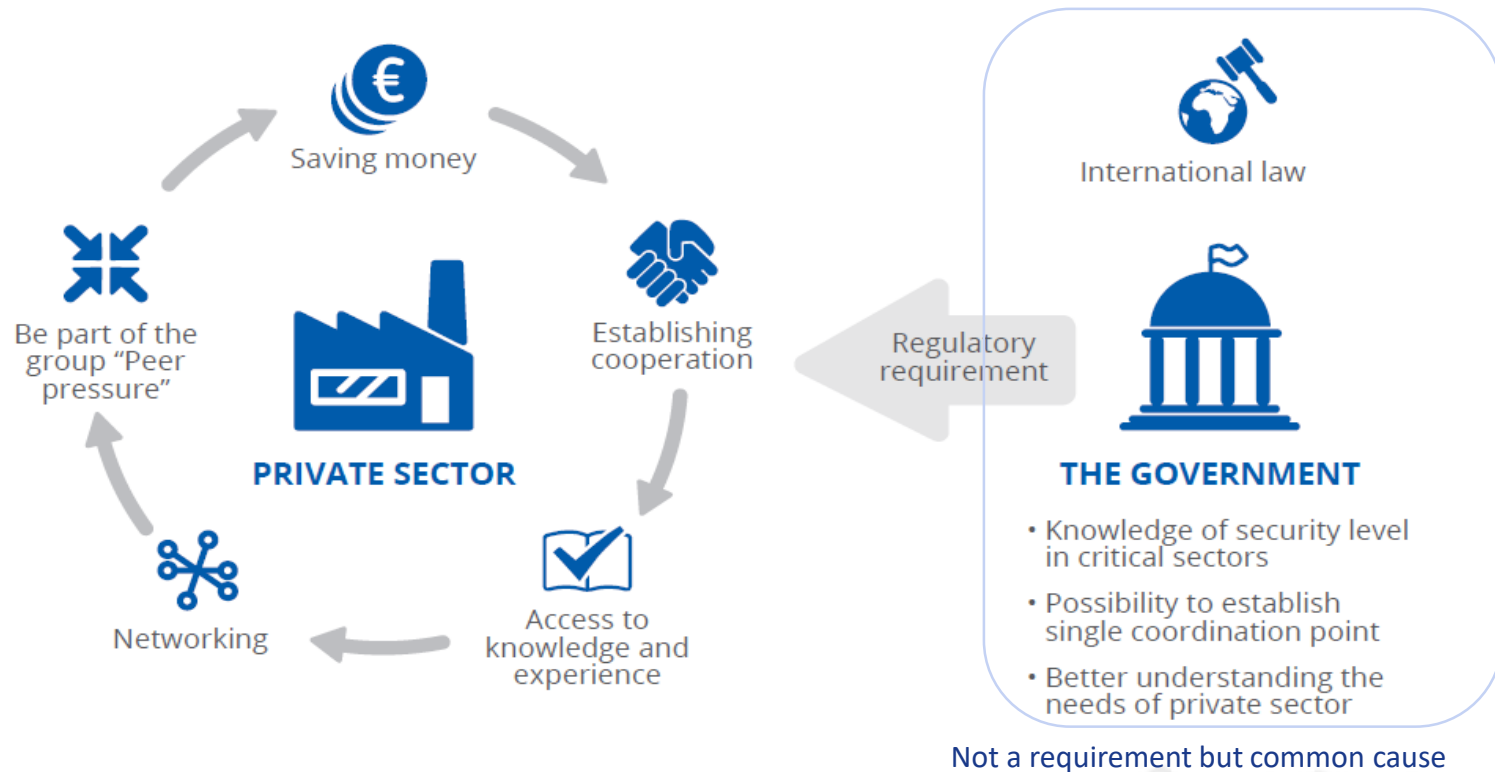 €
Saving money
Establishing
cooperation
Access to
knowledge and
experience
Networking
Be part of the
group “Peer
pressure”
PRIVATE SECTOR
Regulatory
requirement
International law
THE GOVERNMENT
• Knowledge of security level
in critical sectors
• Possibility to establish
single coordination point
• Better understanding the
needs of private sector
Not a requirement but common cause